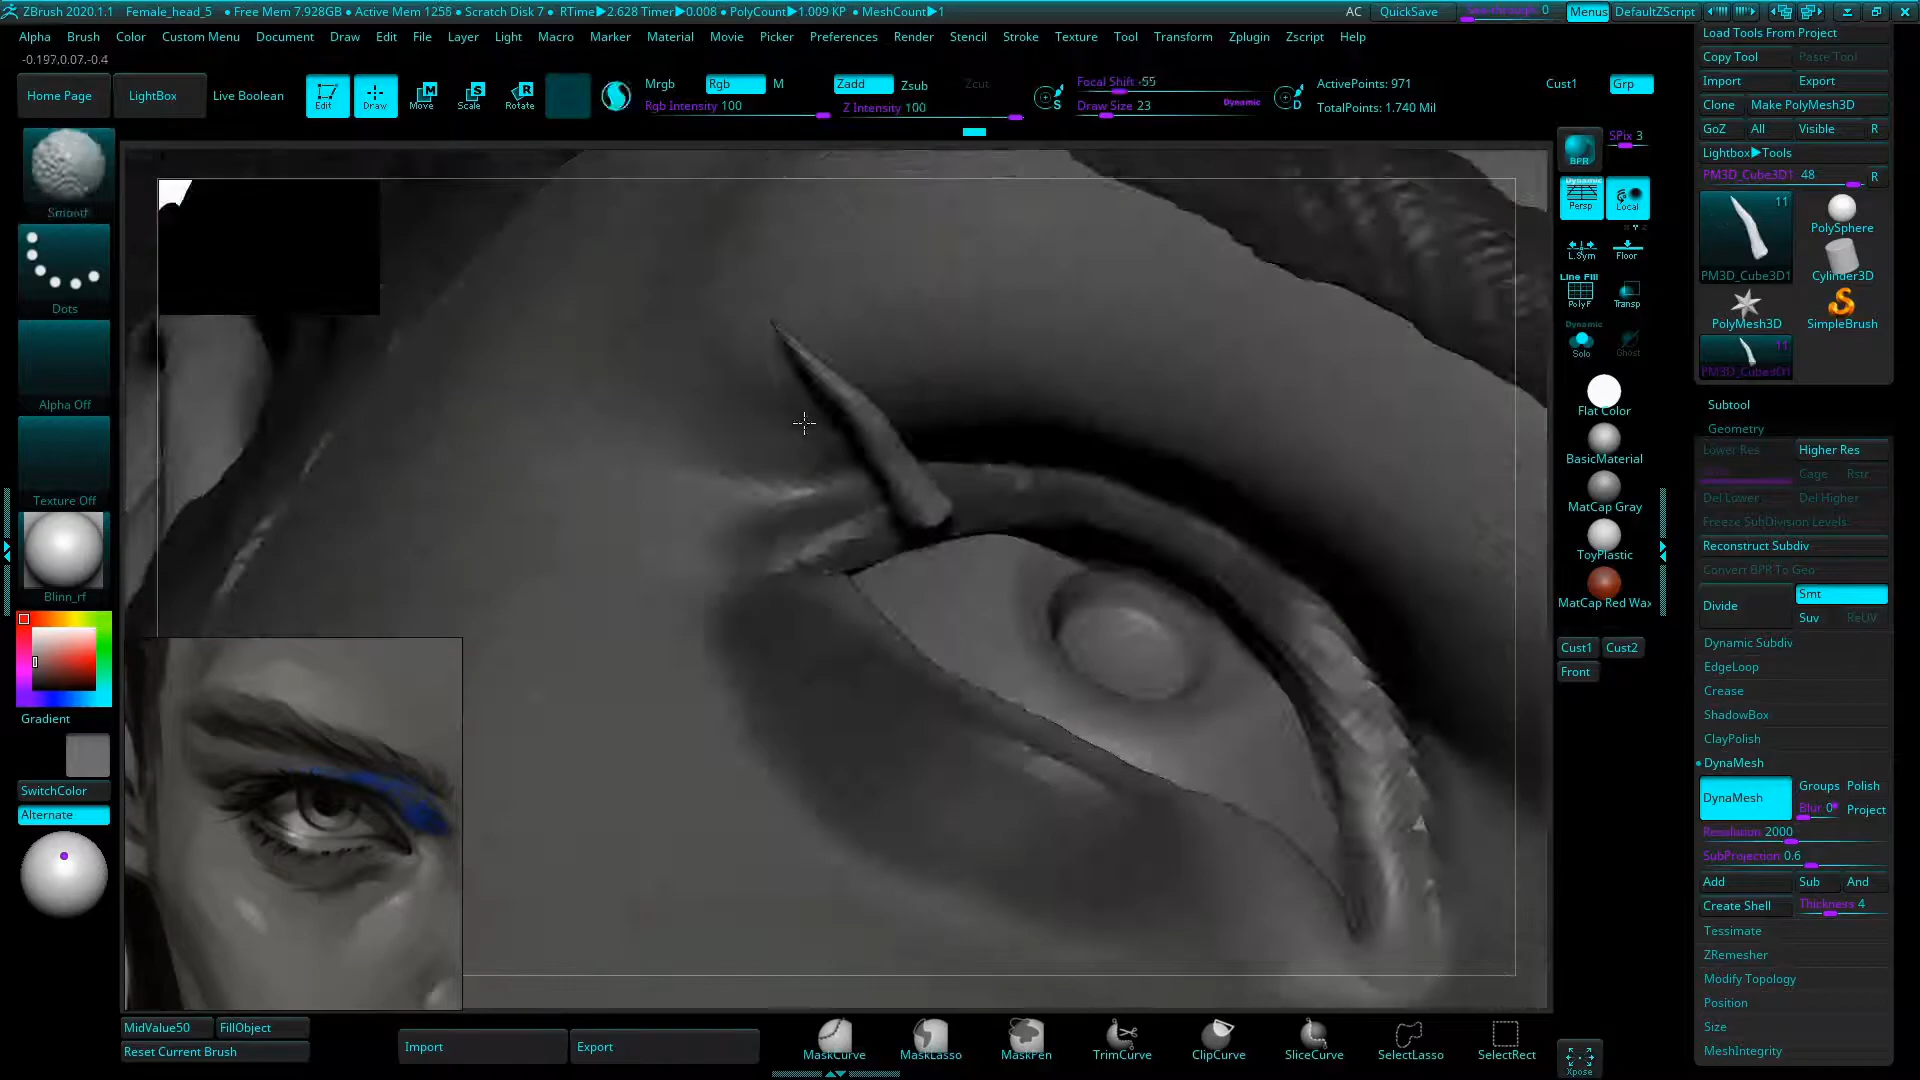 ZBrush 2020.1.1 Female_head_5 ● Free Mem 7.928GB ● Active Mem 1258 ● Scratch Disk 7 ● RTime▶2.628 Timer▶0.008 ● PolyCount▶1.009 KP ● MeshCount▶1 AC QuickSave See-through 0 Menus DefaultZScript
Alpha Brush Color Custom Menu Document Draw Edit File Layer Light Macro Marker Material Movie Picker Preferences Render Stencil Stroke Texture Tool Transform Zplugin Zscript Help
-0.197,0.07,-0.4
Home Page LightBox Live Boolean Edit Draw Move Scale Rotate
Mrgb Rgb M Zadd Zsub Zcut
Rgb Intensity 100 Z Intensity 100
Focal Shift -55
Draw Size 23 Dynamic
S D
ActivePoints: 971
TotalPoints: 1.740 Mil
Cust1 Grp
Smooth
Dots
Alpha Off
Texture Off
Blinn_rf
Gradient
SwitchColor
Alternate
MidValue50 FillObject
Reset Current Brush
Import Export
MaskCurve MaskLasso MaskPen TrimCurve ClipCurve SliceCurve SelectLasso SelectRect
Xpose
BPR SPix 3
Dynamic
Persp Local
L.Sym Floor
Line Fill
PolyF Transp
Dynamic
Solo Ghost
Flat Color
BasicMaterial
MatCap Gray
ToyPlastic
MatCap Red Wax
Cust1 Cust2
Front
Load Tools From Project
Copy Tool Paste Tool
Import Export
Clone Make PolyMesh3D
GoZ All Visible R
Lightbox▶Tools
PM3D_Cube3D1 48 R
11
PolySphere
PM3D_Cube3D1 Cylinder3D
PolyMesh3D SimpleBrush
11
PM3D_Cube3D1
Subtool
Geometry
Lower Res Higher Res
Cage Rstr
Del Lower Del Higher
Freeze SubDivision Levels
Reconstruct Subdiv
Convert BPR To Geo
Divide Smt
Suv ReUV
Dynamic Subdiv
EdgeLoop
Crease
ShadowBox
ClayPolish
DynaMesh
DynaMesh Groups Polish
Blur 0 Project
Resolution 2000
SubProjection 0.6
Add Sub And
Create Shell Thickness 4
Tessimate
ZRemesher
Modify Topology
Position
Size
MeshIntegrity